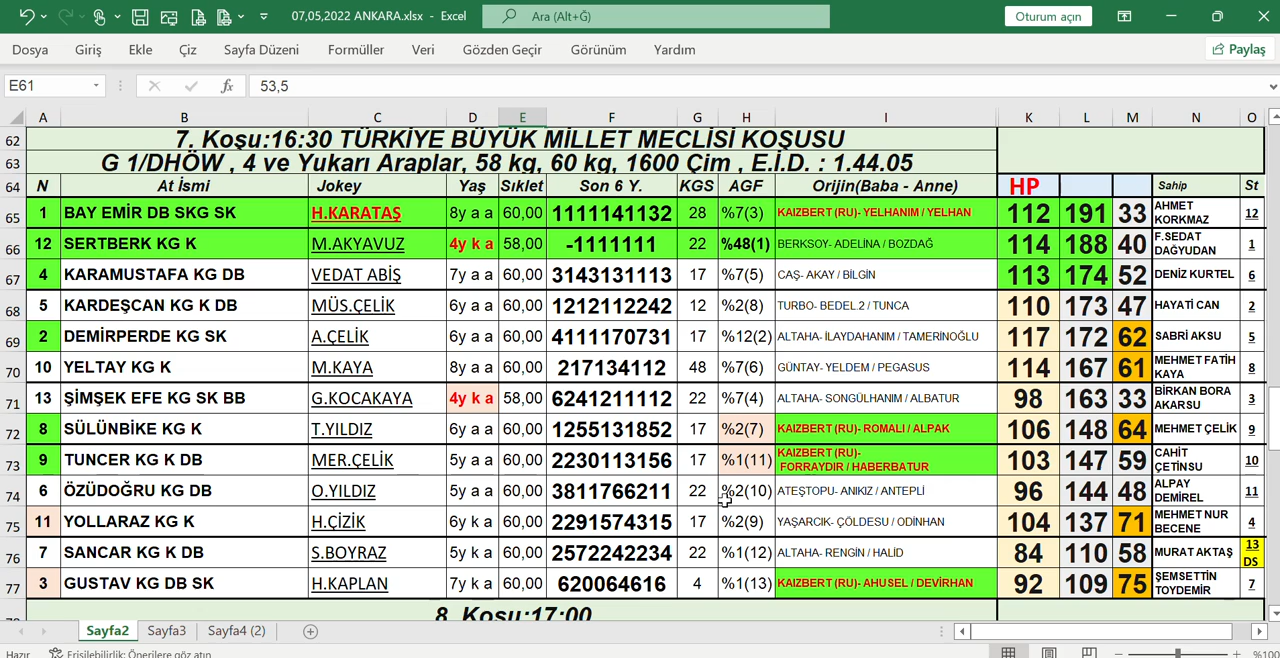 07,05,2022 ANKARA.xlsx - Excel
Ara (Alt+Ğ)
Oturum açın
Dosya Giriş Ekle Çiz Sayfa Düzeni Formüller Veri Gözden Geçir Görünüm Yardım Paylaş
E61 fx 53,5
A B C D E F G H I K L M N O
62 7. Koşu:16:30 TÜRKİYE BÜYÜK MİLLET MECLİSİ KOŞUSU
63 G 1/DHÖW , 4 ve Yukarı Araplar, 58 kg, 60 kg, 1600 Çim , E.İ.D. : 1.44.05
64 N At İsmi Jokey Yaş Sıklet Son 6 Y. KGS AGF Orijin(Baba - Anne) HP Sahip St
65 1 BAY EMİR DB SKG SK H.KARATAŞ 8y a a 60,00 1111141132 28 %7(3) KAIZBERT (RU)- YELHANIM / YELHAN 112 191 33 AHMET KORKMAZ 12
66 12 SERTBERK KG K M.AKYAVUZ 4y k a 58,00 -1111111 22 %48(1) BERKSOY- ADELİNA / BOZDAĞ 114 188 40 F.SEDAT DAĞYUDAN 1
67 4 KARAMUSTAFA KG DB VEDAT ABİŞ 7y a a 60,00 3143131113 17 %7(5) CAŞ- AKAY / BİLGİN 113 174 52 DENİZ KURTEL 6
68 5 KARDEŞCAN KG K DB MÜS.ÇELİK 6y a a 60,00 1212112242 12 %2(8) TURBO- BEDEL.2 / TUNCA 110 173 47 HAYATİ CAN 2
69 2 DEMİRPERDE KG SK A.ÇELİK 6y a a 60,00 4111170731 17 %12(2) ALTAHA- İLAYDAHANIM / TAMERİNOĞLU 117 172 62 SABRİ AKSU 5
70 10 YELTAY KG K M.KAYA 8y a a 60,00 217134112 48 %7(6) GÜNTAY- YELDEM / PEGASUS 114 167 61 MEHMET FATİH KAYA 8
71 13 ŞİMŞEK EFE KG SK BB G.KOCAKAYA 4y k a 58,00 6241211112 22 %7(4) ALTAHA- SONGÜLHANIM / ALBATUR 98 163 33 BİRKAN BORA AKARSU 3
72 8 SÜLÜNBİKE KG K T.YILDIZ 6y a a 60,00 1255131852 17 %2(7) KAIZBERT (RU)- ROMALI / ALPAK 106 148 64 MEHMET ÇELİK 9
73 9 TUNCER KG K DB MER.ÇELİK 5y a a 60,00 2230113156 17 %1(11) KAIZBERT (RU)- FORRAYDIR / HABERBATUR 103 147 59 CAHİT ÇETİNSU 10
74 6 ÖZÜDOĞRU KG DB O.YILDIZ 5y a a 60,00 3811766211 22 %2(10) ATEŞTOPU- ANIKIZ / ANTEPLİ 96 144 48 ALPAY DEMİREL 11
75 11 YOLLARAZ KG K H.ÇİZİK 6y k a 60,00 2291574315 17 %2(9) YAŞARCIK- ÇÖLDESU / ODİNHAN 104 137 71 MEHMET NUR BECENE 4
76 7 SANCAR KG K DB S.BOYRAZ 5y k a 60,00 2572242234 22 %1(12) ALTAHA- RENGİN / HALİD 84 110 58 MURAT AKTAŞ 13 DS
77 3 GUSTAV KG DB SK H.KAPLAN 7y k a 60,00 620064616 4 %1(13) KAIZBERT (RU)- AHUSEL / DEVİRHAN 92 109 75 ŞEMSETTİN TOYDEMİR 7
8. Koşu:17:00
Sayfa2 Sayfa3 Sayfa4 (2)
Hazır Erişilebilirlik: Önerilere göz atın %100